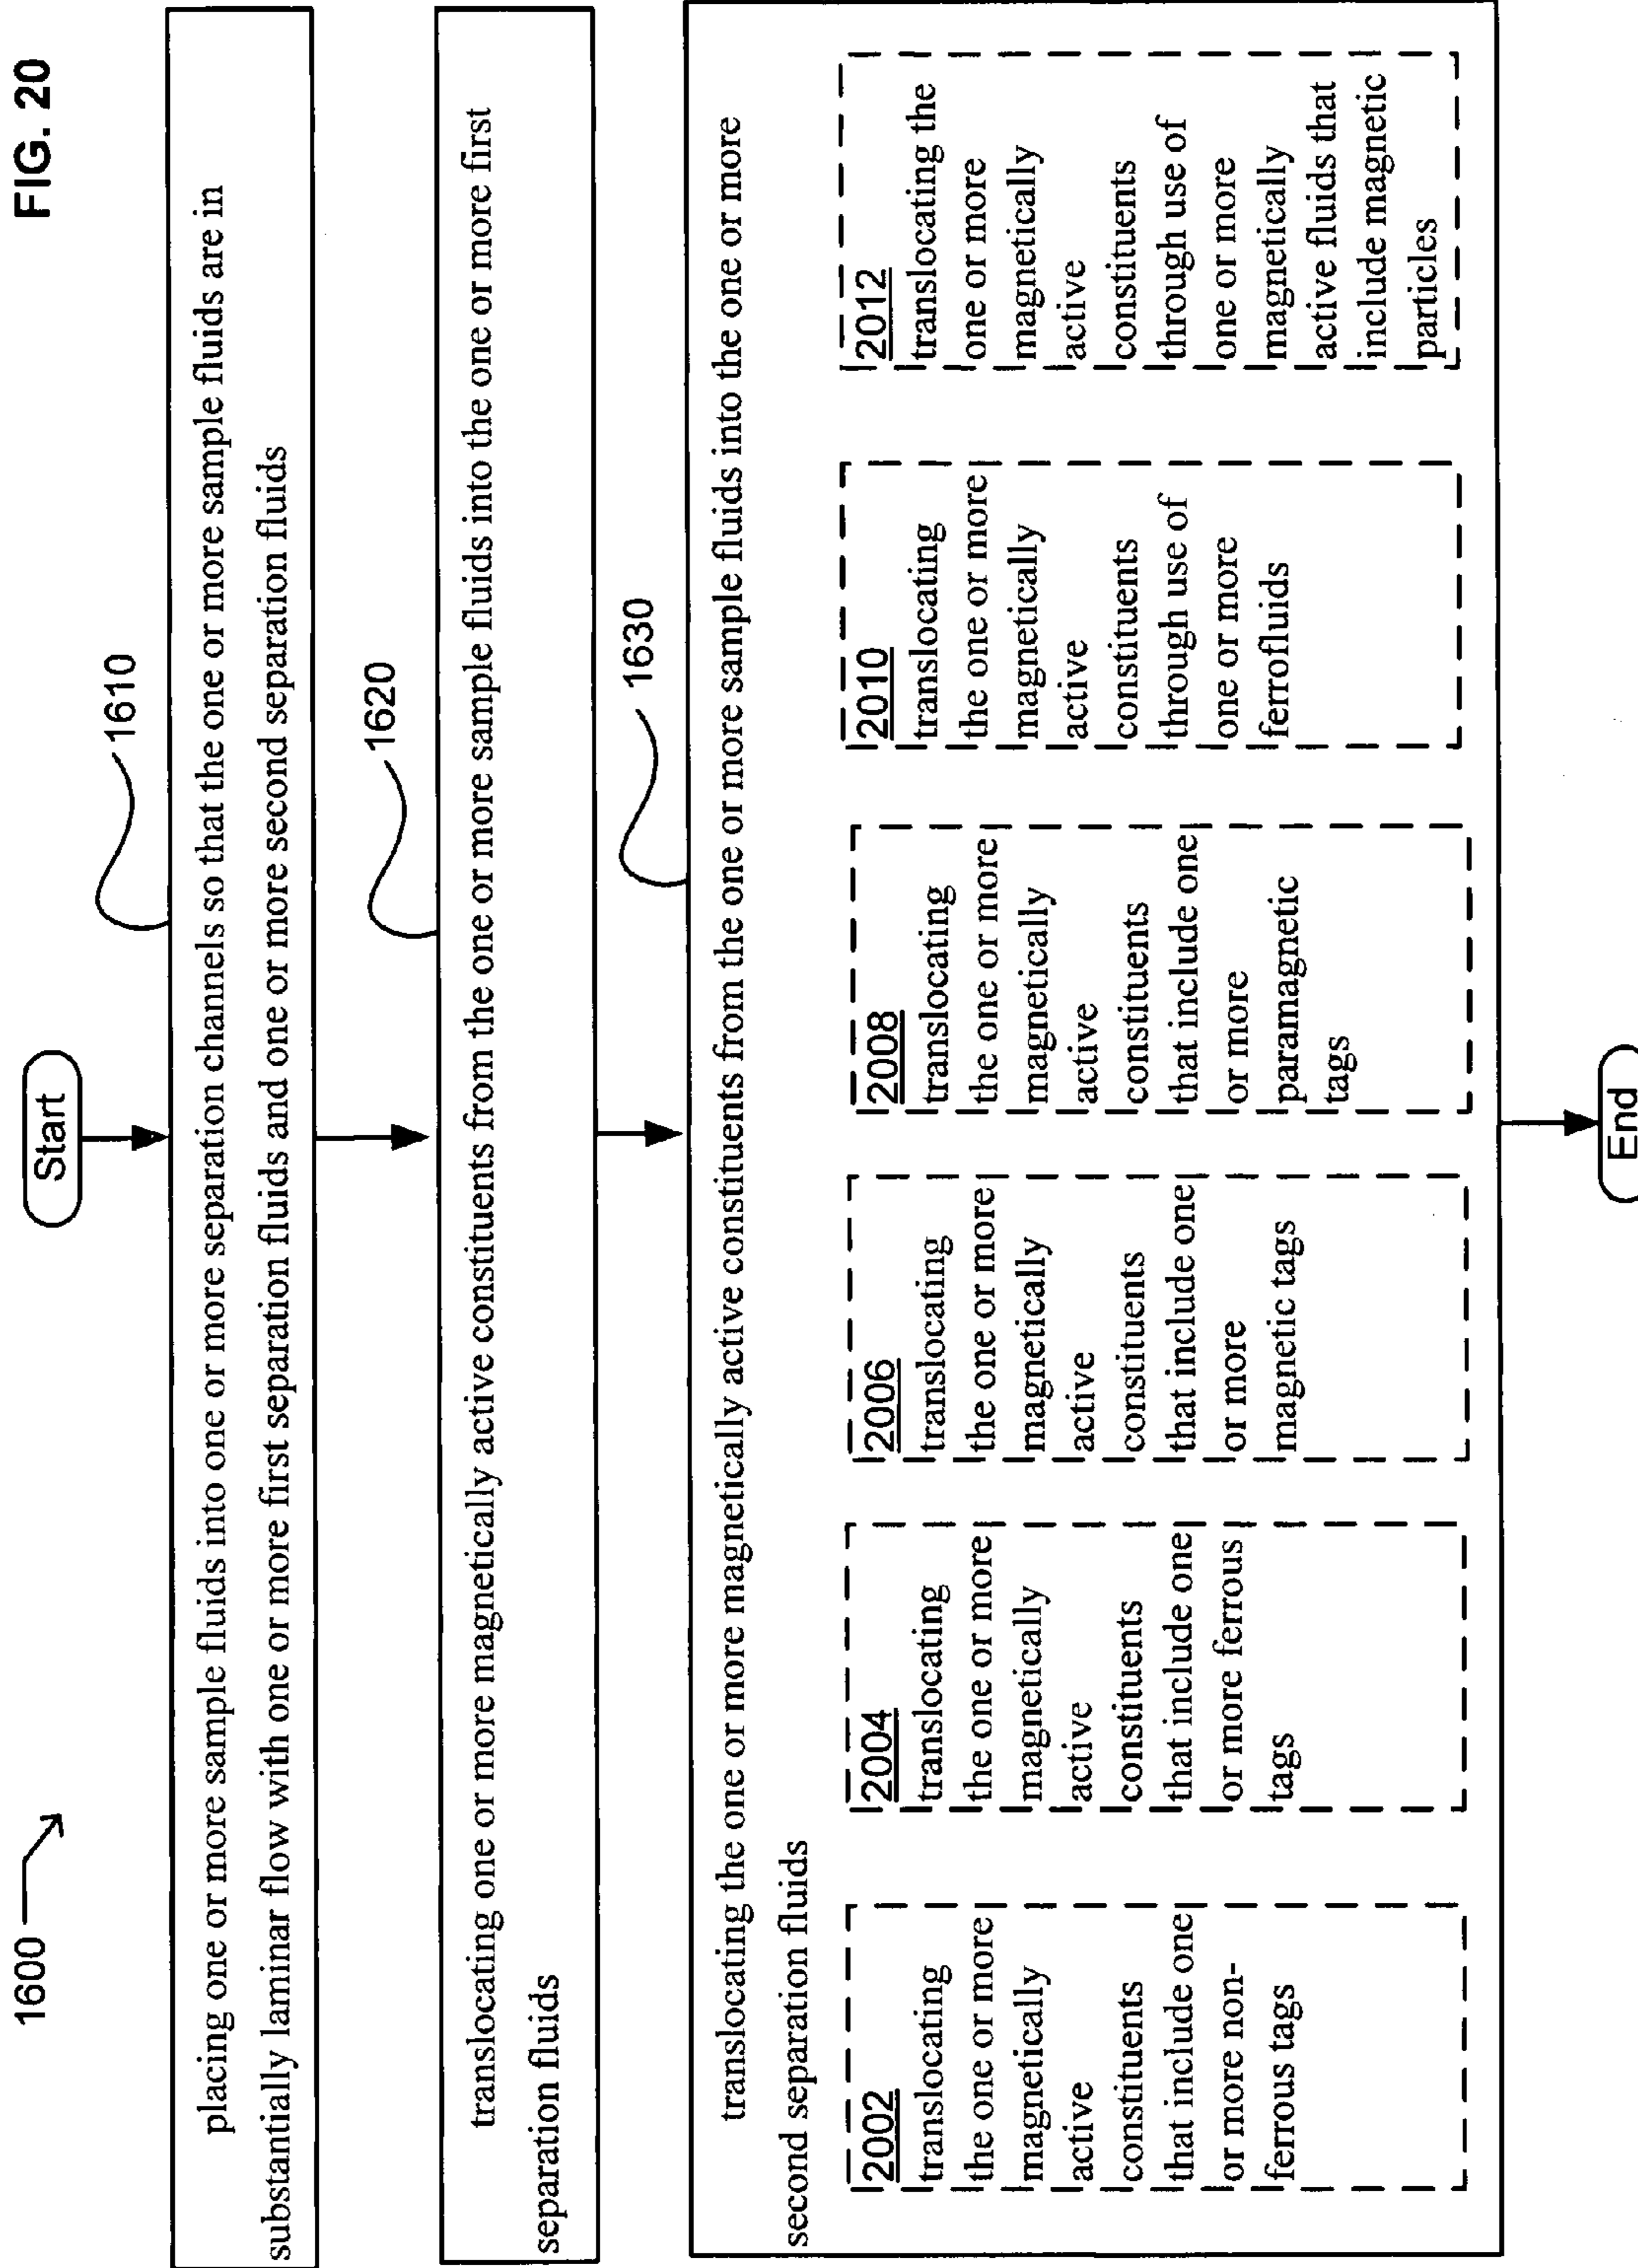 FIG. 20
1600
Start
1610
placing one or more sample fluids into one or more separation channels so that the one or more sample fluids are in
substantially laminar flow with one or more first separation fluids and one or more second separation fluids
1620
translocating one or more magnetically active constituents from the one or more sample fluids into the one or more first
separation fluids
1630
translocating the one or more magnetically active constituents from the one or more sample fluids into the one or more
second separation fluids
2002
translocating
the one or more
magnetically
active
constituents
that include one
or more non-
ferrous tags
2004
translocating
the one or more
magnetically
active
constituents
that include one
or more ferrous
tags
2006
translocating
the one or more
magnetically
active
constituents
that include one
or more
magnetic tags
2008
translocating
the one or more
magnetically
active
constituents
that include one
or more
paramagnetic
tags
2010
translocating
the one or more
magnetically
active
constituents
through use of
one or more
ferrofluids
2012
translocating the
one or more
magnetically
active
constituents
through use of
one or more
magnetically
active fluids that
include magnetic
particles
End